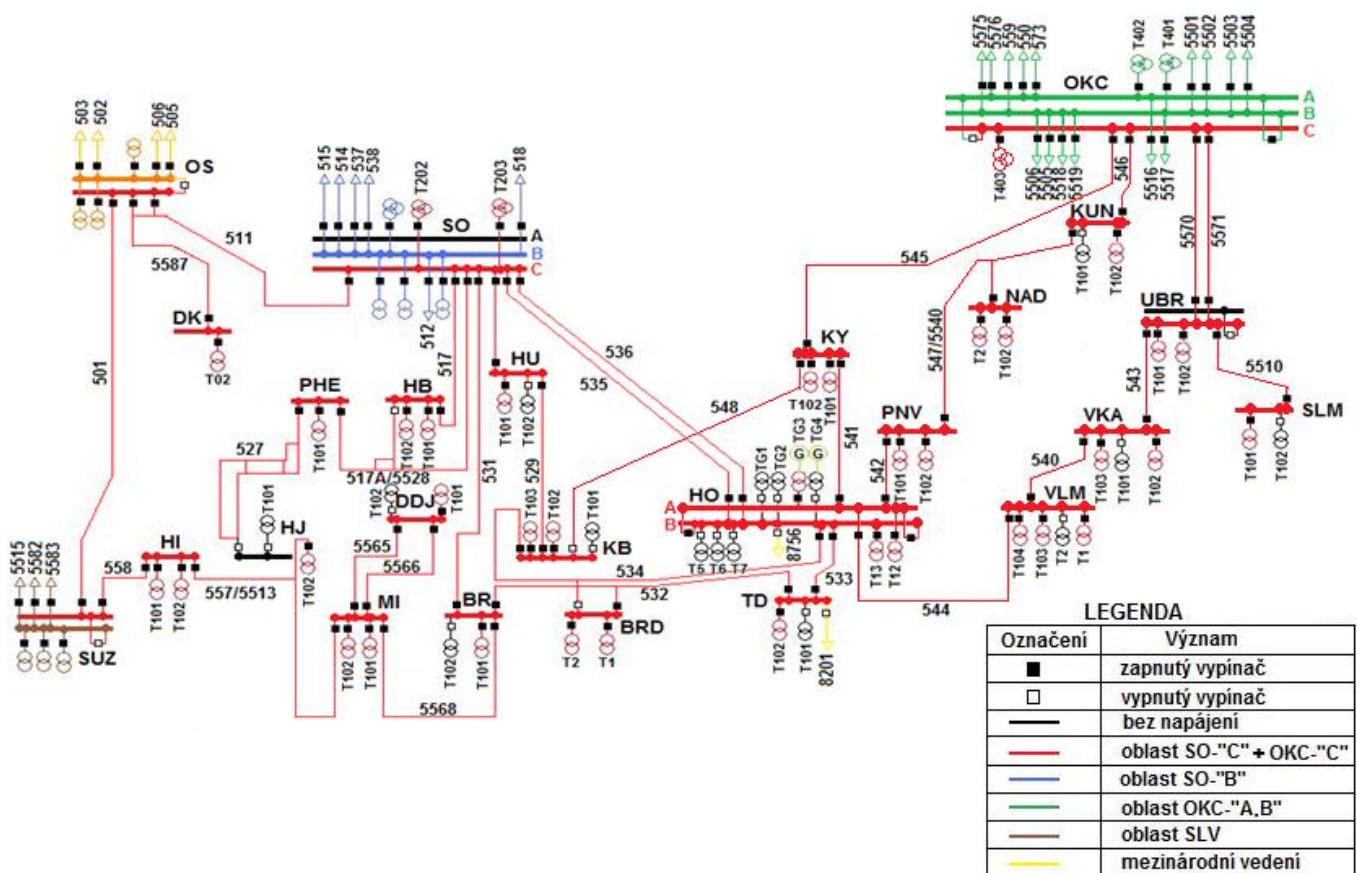 5575
5576
559
550
573
T402
T401
5501
5502
5503
5504
OKC
A
B
C
T403
5506
5505
5518
5519
5516
5517
546
545
5570
5571
503
502
506
505
OS
515
514
537
538
T202
T203
518
SO
A
B
C
512
511
5587
DK
T02
501
517
536
535
HU
T101
T102
529
HB
T102
T101
PHE
T101
527
517A/5528
531
T102
T101
DDJ
5565
5566
T101
HJ
T102
HI
T101
T102
558
557/5513
5515
5582
5583
SUZ
MI
T102
T101
5568
BR
T102
T101
T103
T102
T101
KB
534
532
BRD
T2
T1
548
KY
T102
T101
541
KUN
T101
T102
NAD
T2
T102
547/5540
PNV
T101
T102
542
TG1
TG2
TG3
TG4
G
G
HO
A
B
T5
T6
T7
8756
T13
T12
533
TD
T102
T101
8201
544
UBR
T101
T102
5510
SLM
T101
T102
543
VKA
T103
T101
T102
540
VLM
T104
T103
T2
T1
LEGENDA
Označení Význam
zapnutý vypínač
vypnutý vypínač
bez napájení
oblast SO-"C" + OKC-"C"
oblast SO-"B"
oblast OKC-"A,B"
oblast SLV
mezinárodní vedení